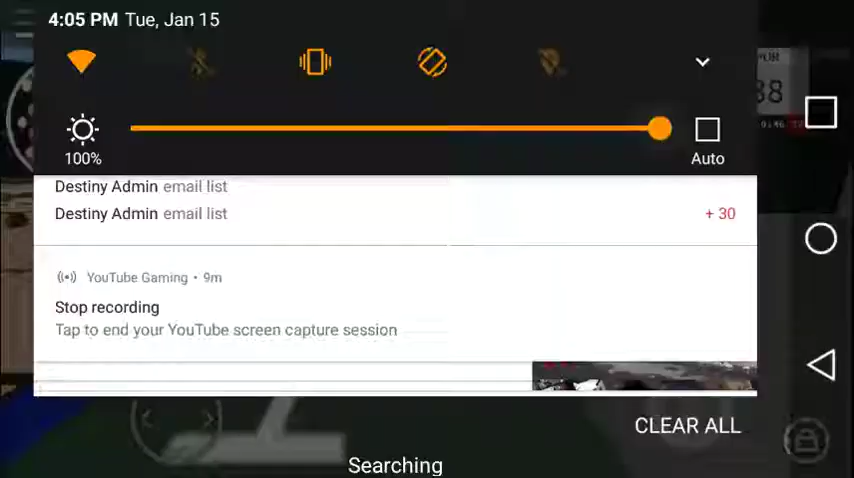 4:05 PM Tue, Jan 15
100%
Auto
Destiny Admin email list
Destiny Admin email list
+ 30
YouTube Gaming • 9m
Stop recording
Tap to end your YouTube screen capture session
CLEAR ALL
Searching